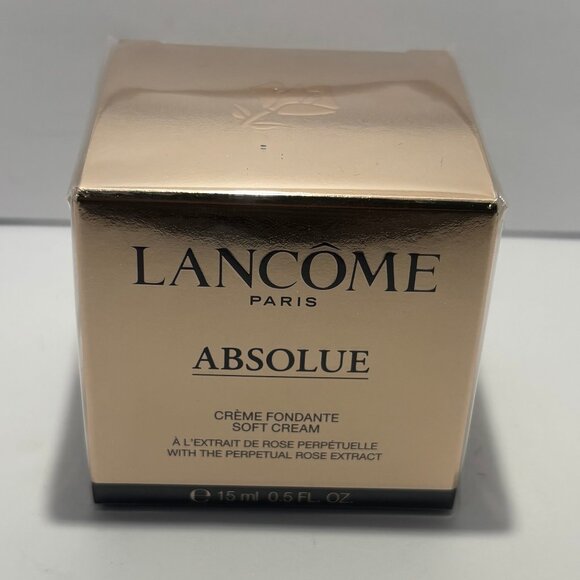 LANCÔME
PARIS
ABSOLUE
CRÈME FONDANTE
SOFT CREAM
À L'EXTRAIT DE ROSE PERPÉTUELLE
WITH THE PERPETUAL ROSE EXTRACT
℮ 15 ml 0.5 FL. OZ.